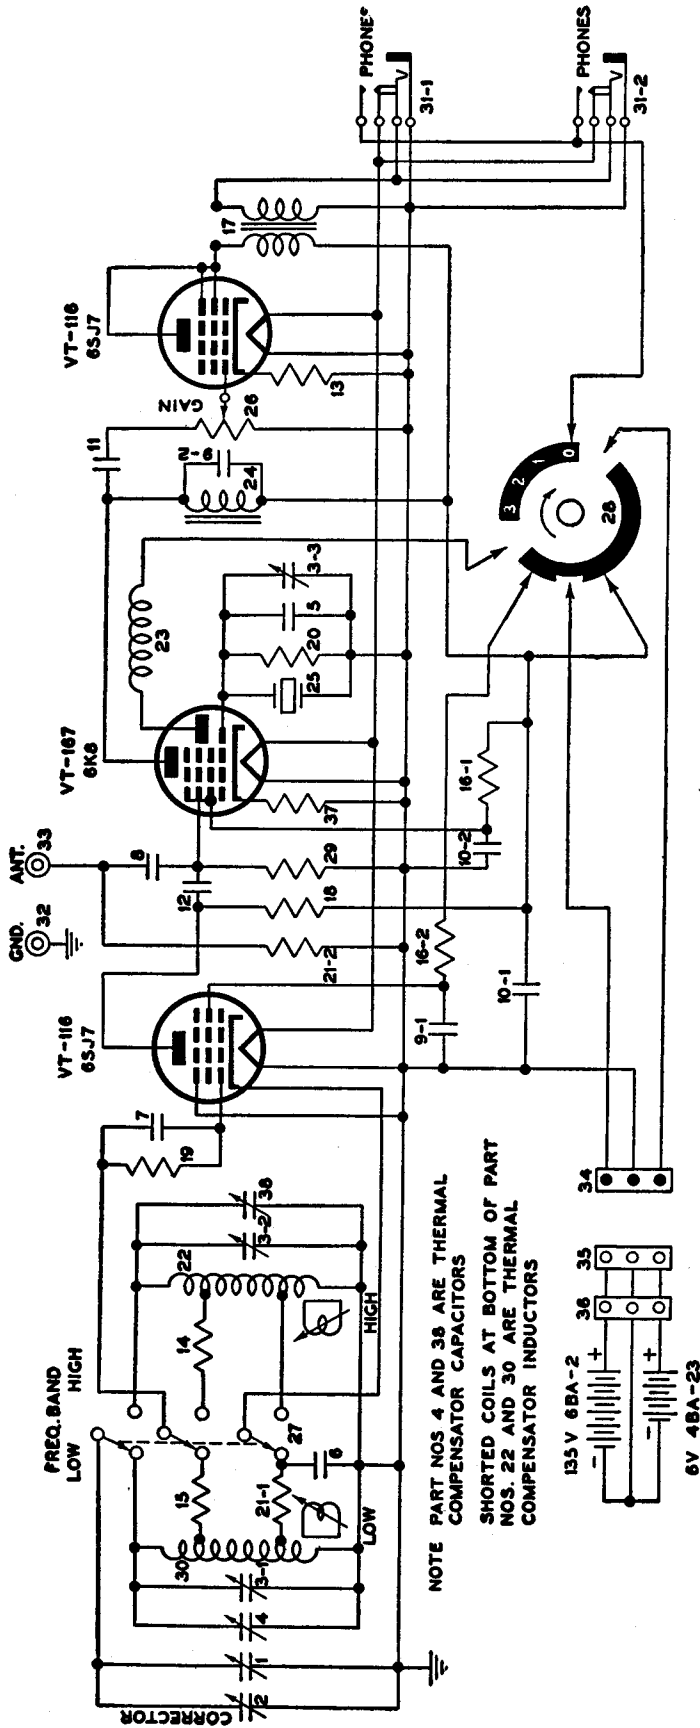 PHONES
31-1
PHONES
31-2
VT-116
6SJ7
17
13
GAIN
26
11
9-2
24
3
2
1
0
28
23
3-3
5
20
25
VT-167
6K8
37
16-1
10-2
ANT.
33
8
29
12
18
GND.
32
21-2
16-2
10-1
9-1
VT-116
6SJ7
7
19
38
3-2
22
HIGH
14
FREQ. BAND
LOW HIGH
27
6
15
21-1
LOW
30
3-1
4
1
2
CORRECTOR
NOTE PART NOS 4 AND 38 ARE THERMAL
COMPENSATOR CAPACITORS
SHORTED COILS AT BOTTOM OF PART
NOS. 22 AND 30 ARE THERMAL
COMPENSATOR INDUCTORS
34
35
36
135 V 6BA-2
- +
- +
6V 4BA-23